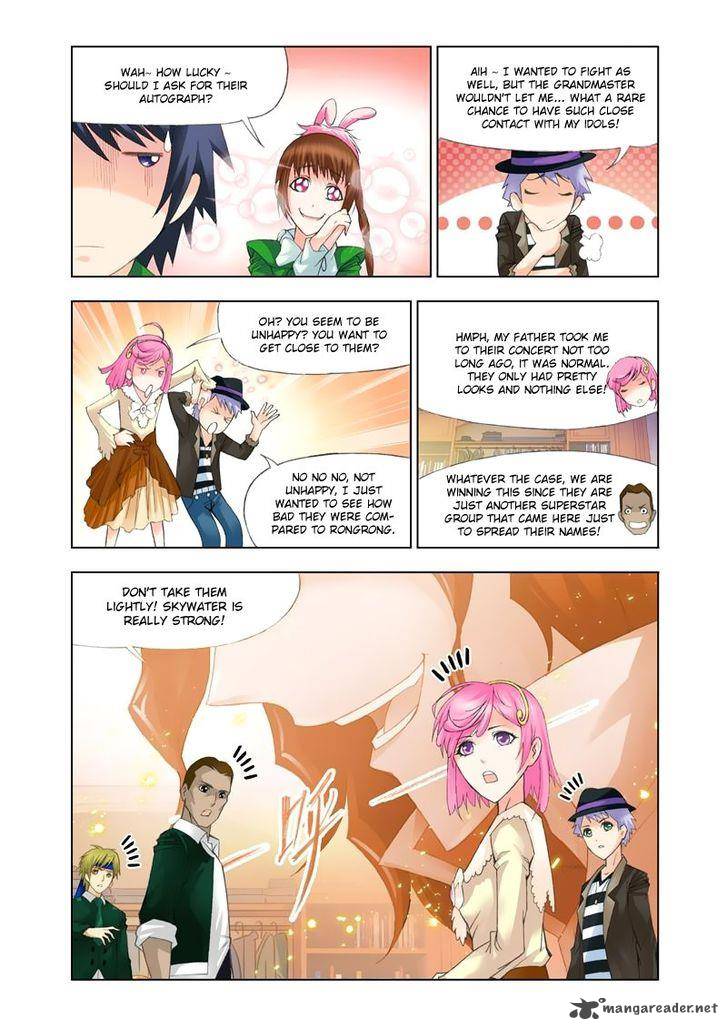 WAH~ HOW LUCKY ~
SHOULD I ASK FOR THEIR
AUTOGRAPH?
AIH ~ I WANTED TO FIGHT AS
WELL, BUT THE GRANDMASTER
WOULDN'T LET ME... WHAT A RARE
CHANCE TO HAVE SUCH CLOSE
CONTACT WITH MY IDOLS!
OH? YOU SEEM TO BE
UNHAPPY? YOU WANT TO
GET CLOSE TO THEM?
NO NO NO, NOT
UNHAPPY, I JUST
WANTED TO SEE HOW
BAD THEY WERE COM-
PARED TO RONGRONG.
HMPH, MY FATHER TOOK ME
TO THEIR CONCERT NOT TOO
LONG AGO, IT WAS NORMAL.
THEY ONLY HAD PRETTY
LOOKS AND NOTHING ELSE!
WHATEVER THE CASE, WE ARE
WINNING THIS SINCE THEY ARE
JUST ANOTHER SUPERSTAR
GROUP THAT CAME HERE JUST
TO SPREAD THEIR NAMES!
DON'T TAKE THEM
LIGHTLY! SKYWATER IS
REALLY STRONG!
呼
mangareader.net